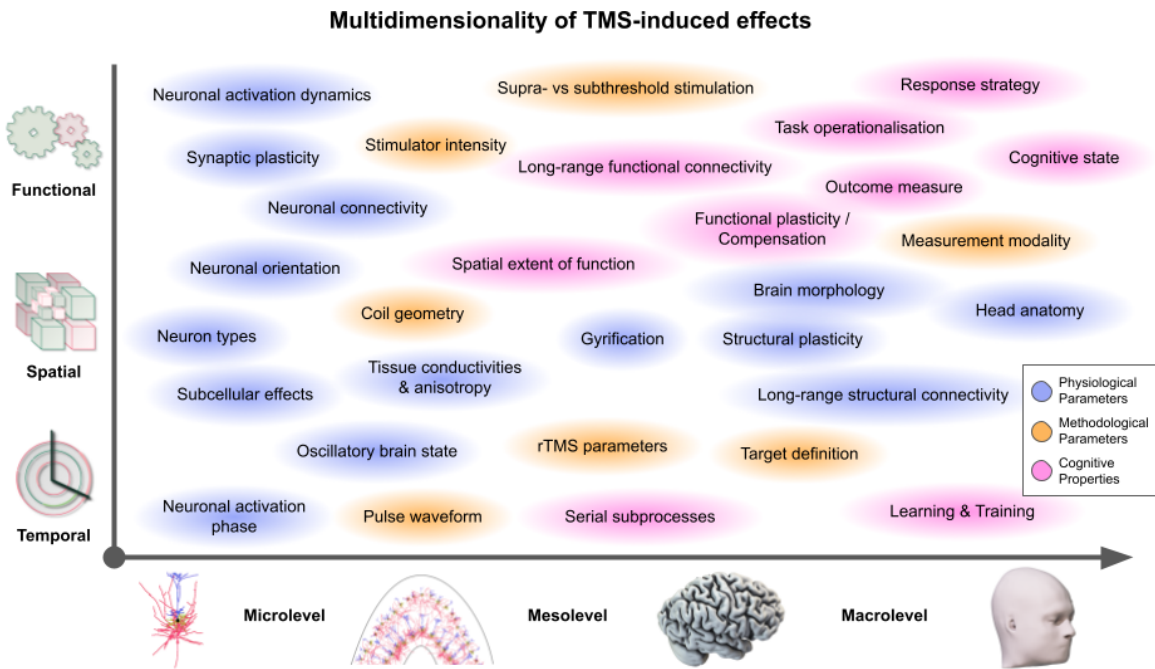 Multidimensionality of TMS-induced effects
Functional
Spatial
Temporal
Neuronal activation dynamics
Supra- vs subthreshold stimulation
Response strategy
Stimulator intensity
Task operationalisation
Synaptic plasticity
Long-range functional connectivity
Cognitive state
Outcome measure
Neuronal connectivity
Functional plasticity /
Compensation
Measurement modality
Neuronal orientation
Spatial extent of function
Brain morphology
Head anatomy
Coil geometry
Neuron types
Gyrification
Structural plasticity
Tissue conductivities
& anisotropy
Subcellular effects
Long-range structural connectivity
Oscillatory brain state
rTMS parameters
Target definition
Neuronal activation
phase
Pulse waveform
Serial subprocesses
Learning & Training
Physiological
Parameters
Methodological
Parameters
Cognitive
Properties
Microlevel
Mesolevel
Macrolevel